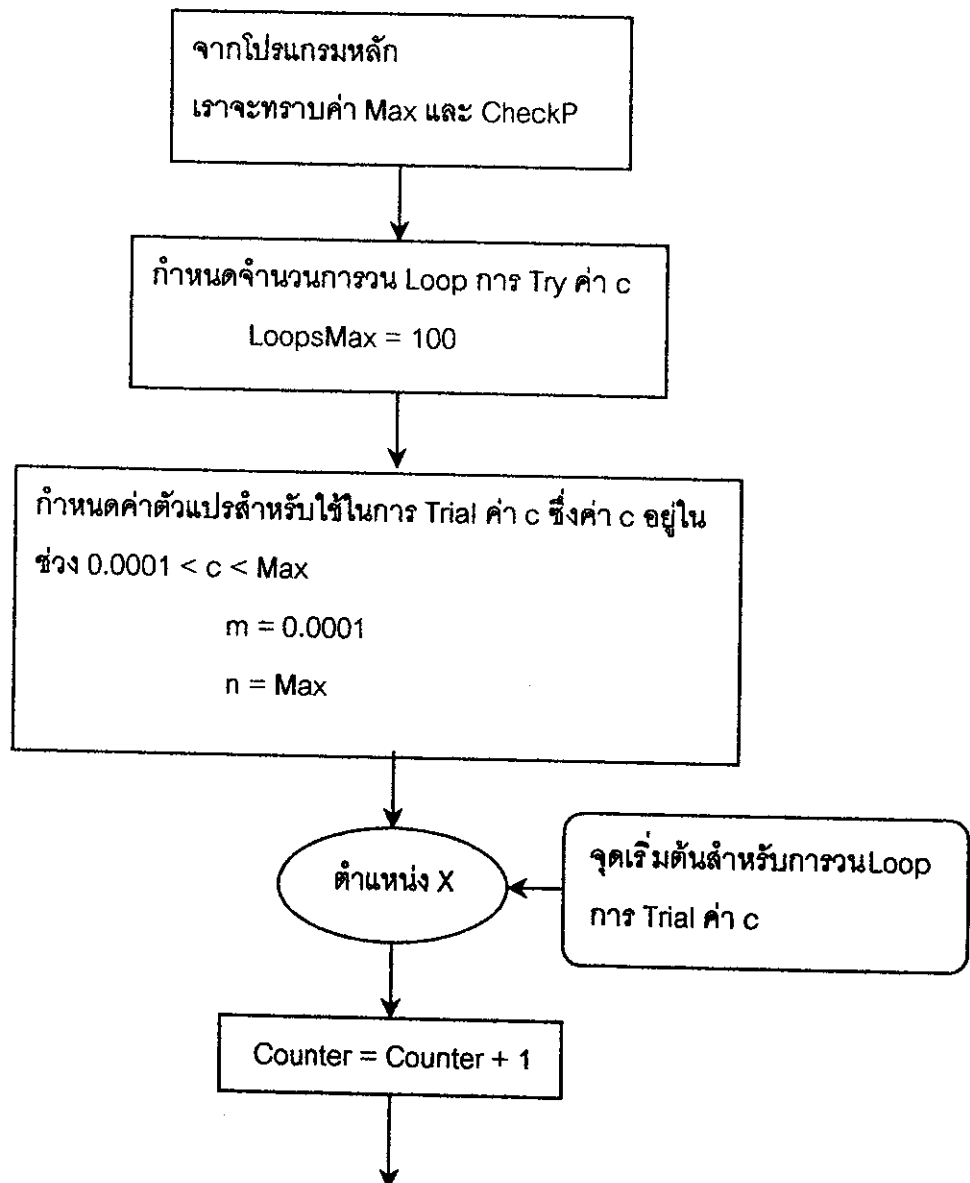 จากโปรแกรมหลัก
เราจะทราบค่า Max และ CheckP
กำหนดจำนวนการวน Loop การ Try ค่า c
LoopsMax = 100
กำหนดค่าตัวแปรสำหรับใช้ในการ Trial ค่า c ซึ่งค่า c อยู่ใน
ช่วง 0.0001 < c < Max
m = 0.0001
n = Max
ตำแหน่ง X
จุดเริ่มต้นสำหรับการวนLoop
การ Trial ค่า c
Counter = Counter + 1